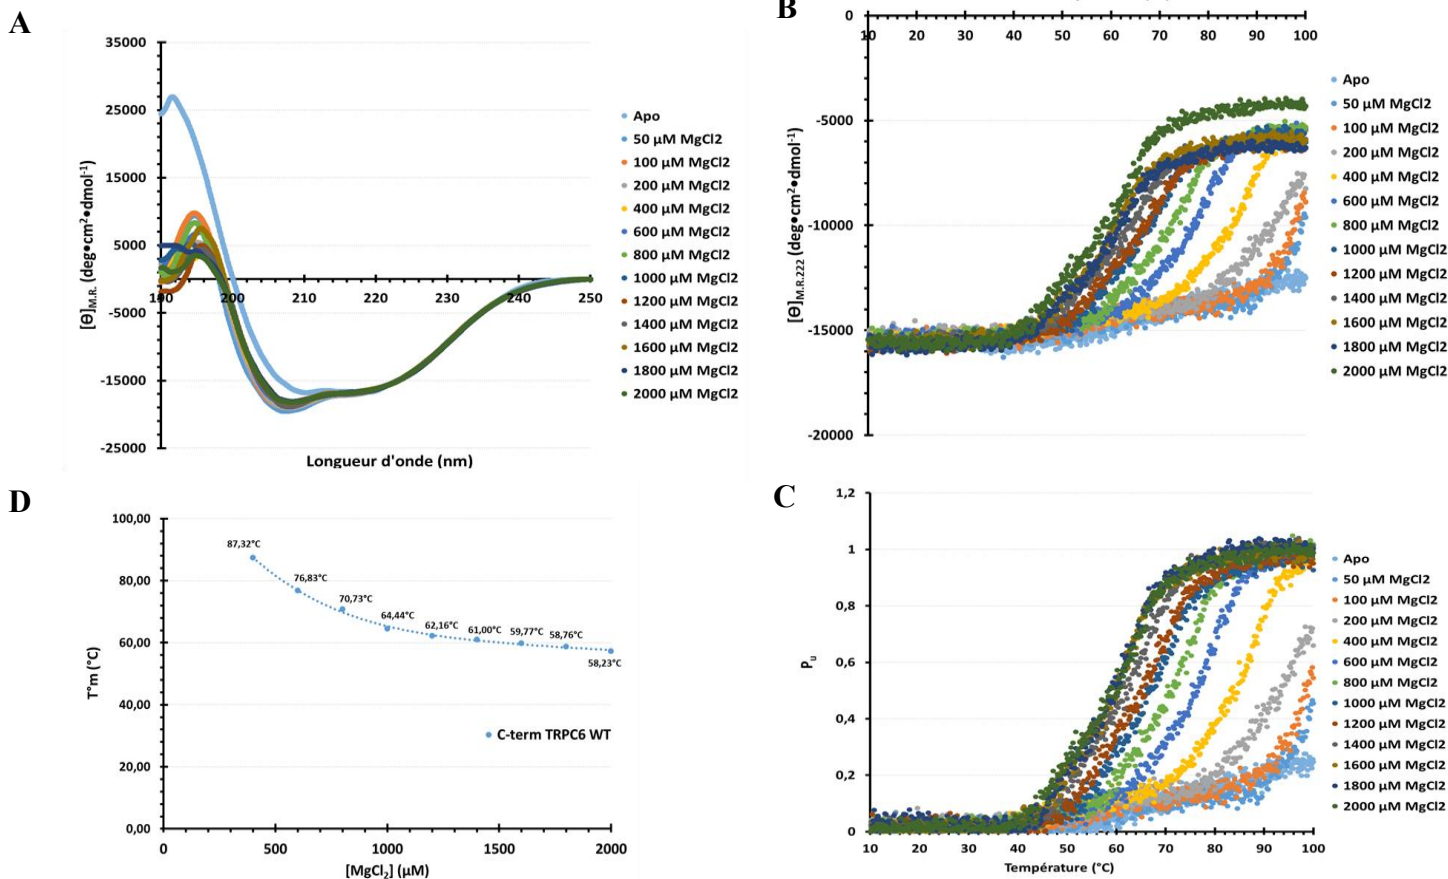 A
35000
25000
15000
5000
-5000
-15000
-25000
190 200 210 220 230 240 250
[Θ]M.R. (deg●cm²●dmol⁻¹)
Longueur d'onde (nm)
Apo
50 µM MgCl2
100 µM MgCl2
200 µM MgCl2
400 µM MgCl2
600 µM MgCl2
800 µM MgCl2
1000 µM MgCl2
1200 µM MgCl2
1400 µM MgCl2
1600 µM MgCl2
1800 µM MgCl2
2000 µM MgCl2
B
0
-5000
-10000
-15000
-20000
10 20 30 40 50 60 70 80 90 100
[Θ]M.R.222 (deg●cm²●dmol⁻¹)
Apo
50 µM MgCl2
100 µM MgCl2
200 µM MgCl2
400 µM MgCl2
600 µM MgCl2
800 µM MgCl2
1000 µM MgCl2
1200 µM MgCl2
1400 µM MgCl2
1600 µM MgCl2
1800 µM MgCl2
2000 µM MgCl2
D
100,00
80,00
60,00
40,00
20,00
0,00
0 500 1000 1500 2000
T°m (°C)
[MgCl₂] (µM)
87,32°C
76,83°C
70,73°C
64,44°C
62,16°C
61,00°C
59,77°C
58,76°C
58,23°C
C-term TRPC6 WT
C
1,2
1
0,8
0,6
0,4
0,2
0
10 20 30 40 50 60 70 80 90 100
Pu
Température (°C)
Apo
50 µM MgCl2
100 µM MgCl2
200 µM MgCl2
400 µM MgCl2
600 µM MgCl2
800 µM MgCl2
1000 µM MgCl2
1200 µM MgCl2
1400 µM MgCl2
1600 µM MgCl2
1800 µM MgCl2
2000 µM MgCl2